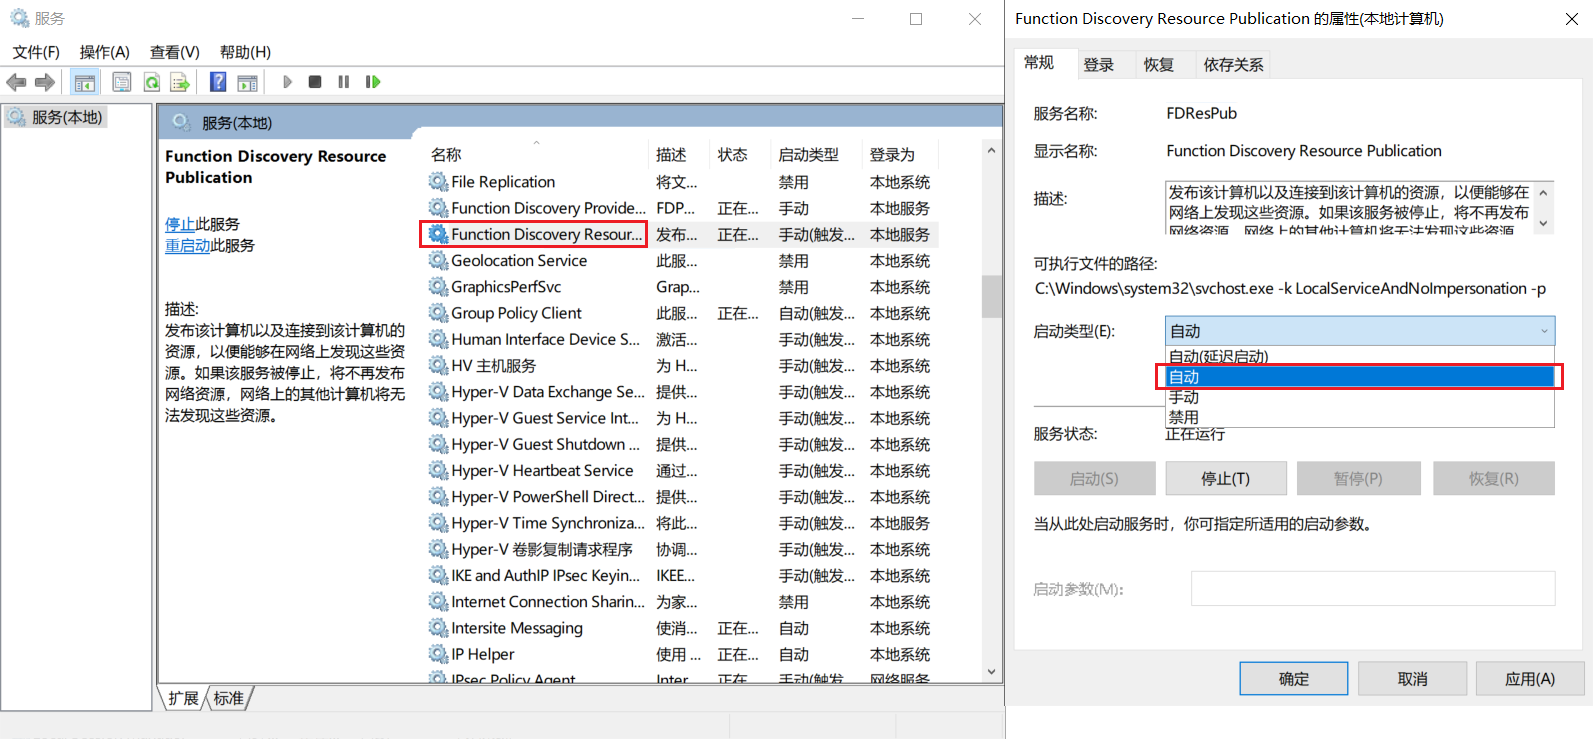 服务
文件(F) 操作(A) 查看(V) 帮助(H)
服务(本地)
服务(本地)
Function Discovery Resource
Publication
停止此服务
重启动此服务
描述:
发布该计算机以及连接到该计算机的
资源，以便能够在网络上发现这些资
源。如果该服务被停止，将不再发布
网络资源，网络上的其他计算机将无
法发现这些资源。
名称 描述 状态 启动类型 登录为
File Replication 将文... 禁用 本地系统
Function Discovery Provide... FDP... 正在... 手动 本地服务
Function Discovery Resour... 发布... 正在... 手动(触发... 本地服务
Geolocation Service 此服... 禁用 本地系统
GraphicsPerfSvc Grap... 禁用 本地系统
Group Policy Client 此服... 正在... 自动(触发... 本地系统
Human Interface Device S... 激活... 手动(触发... 本地系统
HV 主机服务 为 H... 手动(触发... 本地系统
Hyper-V Data Exchange Se... 提供... 手动(触发... 本地系统
Hyper-V Guest Service Int... 为 H... 手动(触发... 本地系统
Hyper-V Guest Shutdown ... 提供... 手动(触发... 本地系统
Hyper-V Heartbeat Service 通过... 手动(触发... 本地系统
Hyper-V PowerShell Direct... 提供... 手动(触发... 本地系统
Hyper-V Time Synchroniza... 将此... 手动(触发... 本地服务
Hyper-V 卷影复制请求程序 协调... 手动(触发... 本地系统
IKE and AuthIP IPsec Keyin... IKEE... 手动(触发... 本地系统
Internet Connection Sharin... 为家... 禁用 本地系统
Intersite Messaging 使消... 正在... 自动 本地系统
IP Helper 使用 ... 正在... 自动 本地系统
IPsec Policy Agent Inter... 正在... 手动(触发... 网络服务
扩展 标准
Function Discovery Resource Publication 的属性(本地计算机)
常规 登录 恢复 依存关系
服务名称: FDResPub
显示名称: Function Discovery Resource Publication
描述: 发布该计算机以及连接到该计算机的资源，以便能够在
网络上发现这些资源。如果该服务被停止，将不再发布
网络资源，网络上的其他计算机将无法发现这些资源
可执行文件的路径:
C:\Windows\system32\svchost.exe -k LocalServiceAndNoImpersonation -p
启动类型(E): 自动
自动(延迟启动)
自动
手动
禁用
服务状态: 正在运行
启动(S) 停止(T) 暂停(P) 恢复(R)
当从此处启动服务时，你可指定所适用的启动参数。
启动参数(M):
确定 取消 应用(A)